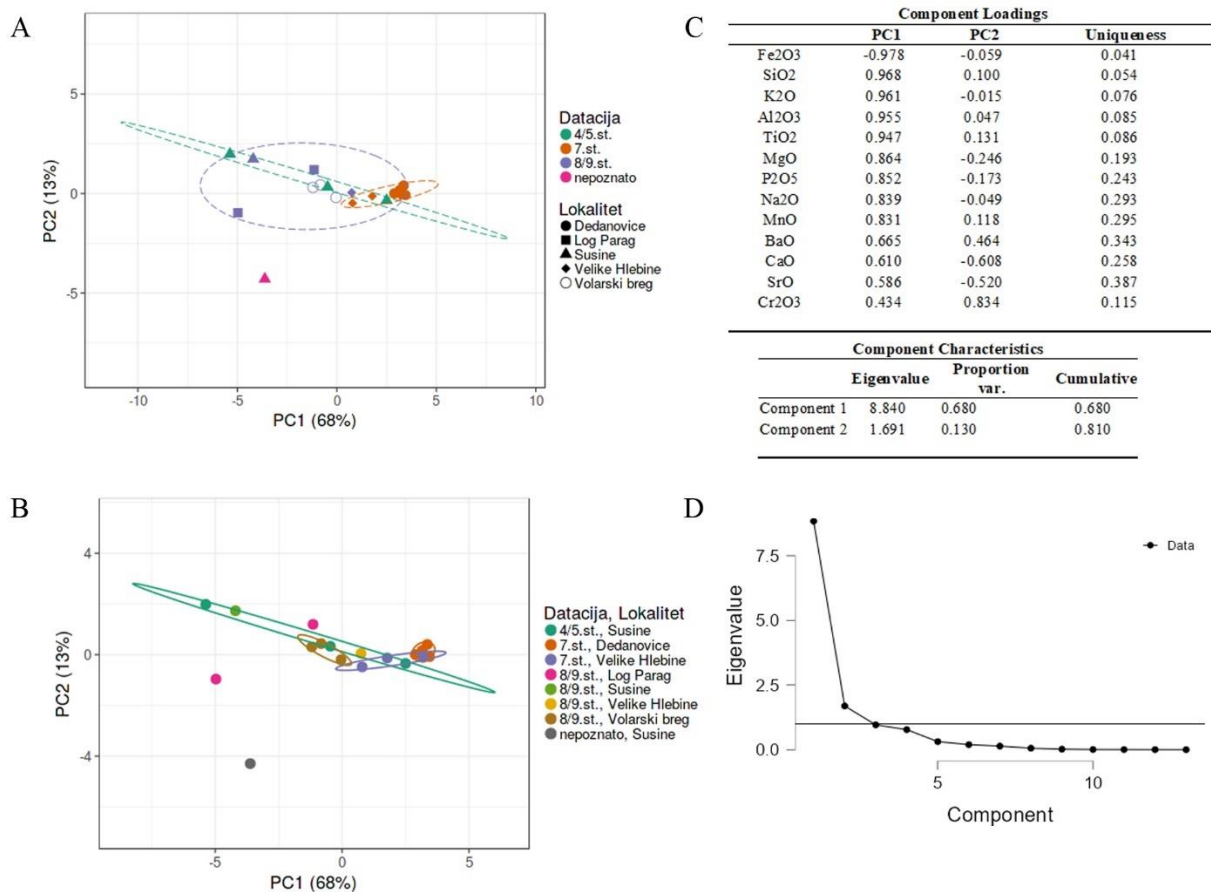 A
5
0
-5
-10
-5
0
5
10
PC2 (13%)
PC1 (68%)
Datacija
4/5.st.
7.st.
8/9.st.
nepoznato
Lokalitet
Dedanovice
Log Parag
Susine
Velike Hlebine
Volarski breg
B
4
0
-4
-5
0
5
PC2 (13%)
PC1 (68%)
Datacija, Lokalitet
4/5.st., Susine
7.st., Dedanovice
7.st., Velike Hlebine
8/9.st., Log Parag
8/9.st., Susine
8/9.st., Velike Hlebine
8/9.st., Volarski breg
nepoznato, Susine
C
Component Loadings
PC1 PC2 Uniqueness
Fe2O3 -0.978 -0.059 0.041
SiO2 0.968 0.100 0.054
K2O 0.961 -0.015 0.076
Al2O3 0.955 0.047 0.085
TiO2 0.947 0.131 0.086
MgO 0.864 -0.246 0.193
P2O5 0.852 -0.173 0.243
Na2O 0.839 -0.049 0.293
MnO 0.831 0.118 0.295
BaO 0.665 0.464 0.343
CaO 0.610 -0.608 0.258
SrO 0.586 -0.520 0.387
Cr2O3 0.434 0.834 0.115
Component Characteristics
Eigenvalue Proportion var. Cumulative
Component 1 8.840 0.680 0.680
Component 2 1.691 0.130 0.810
D
7.5
5.0
2.5
0.0
5
10
Eigenvalue
Component
Data